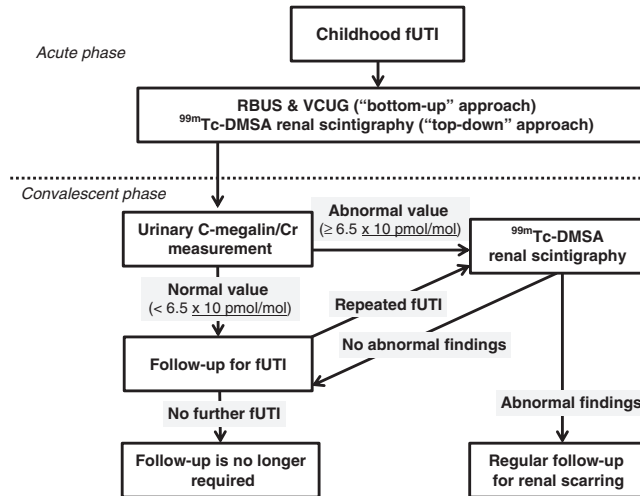 Childhood fUTI
Acute phase
RBUS & VCUG (“bottom-up” approach)
⁹⁹ᵐTc-DMSA renal scintigraphy (“top-down” approach)
Convalescent phase
Urinary C-megalin/Cr
measurement
Abnormal value
(≥ 6.5 x 10 pmol/mol)
⁹⁹ᵐTc-DMSA
renal scintigraphy
Normal value
(< 6.5 x 10 pmol/mol)
Repeated fUTI
No abnormal findings
Follow-up for fUTI
No further fUTI
Abnormal findings
Follow-up is no longer
required
Regular follow-up
for renal scarring